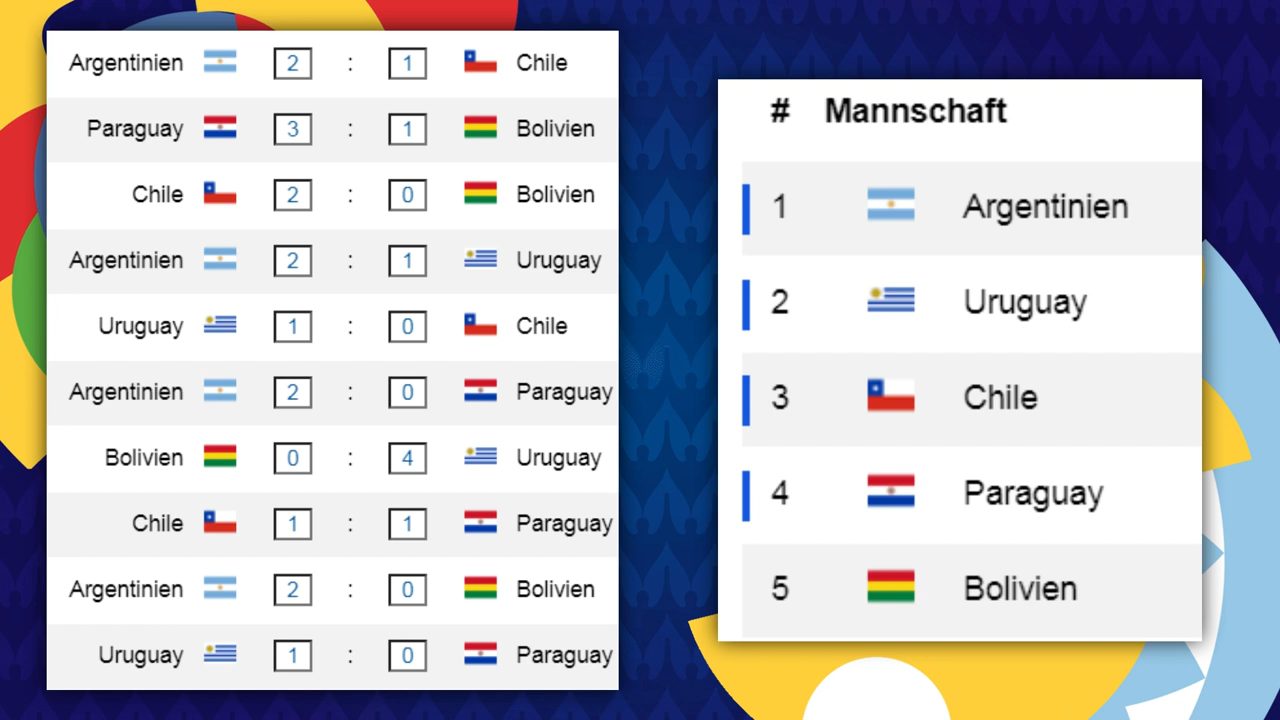 Argentinien 2 : 1 Chile
Paraguay 3 : 1 Bolivien
Chile 2 : 0 Bolivien
Argentinien 2 : 1 Uruguay
Uruguay 1 : 0 Chile
Argentinien 2 : 0 Paraguay
Bolivien 0 : 4 Uruguay
Chile 1 : 1 Paraguay
Argentinien 2 : 0 Bolivien
Uruguay 1 : 0 Paraguay
# Mannschaft
1 Argentinien
2 Uruguay
3 Chile
4 Paraguay
5 Bolivien